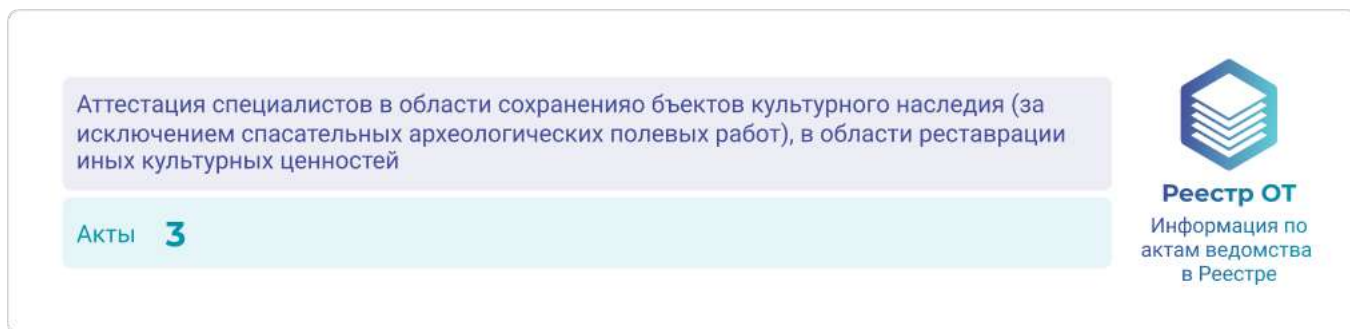 Аттестация специалистов в области сохраненияо бъектов культурного наследия (за
исключением спасательных археологических полевых работ), в области реставрации
иных культурных ценностей
Акты 3
Реестр ОТ
Информация по
актам ведомства
в Реестре